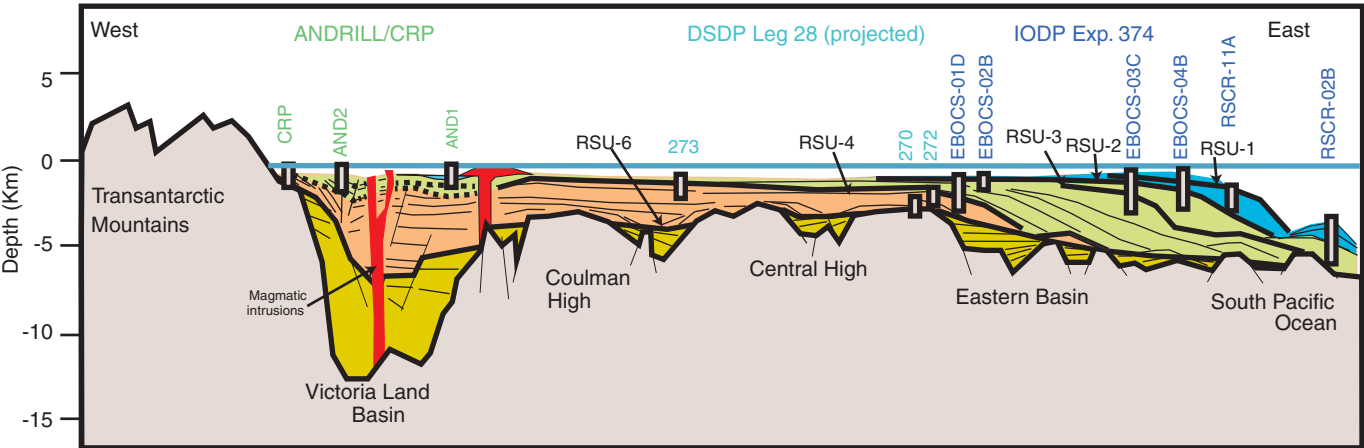 West
ANDRILL/CRP
DSDP Leg 28 (projected)
IODP Exp. 374
East
Depth (Km)
5
0
-5
-10
-15
CRP
AND2
AND1
RSU-6
273
RSU-4
270
272
EBOCS-01D
EBOCS-02B
RSU-3
RSU-2
EBOCS-03C
EBOCS-04B
RSU-1
RSCR-11A
RSCR-02B
Transantarctic
Mountains
Magmatic
intrusions
Victoria Land
Basin
Coulman
High
Central High
Eastern Basin
South Pacific
Ocean